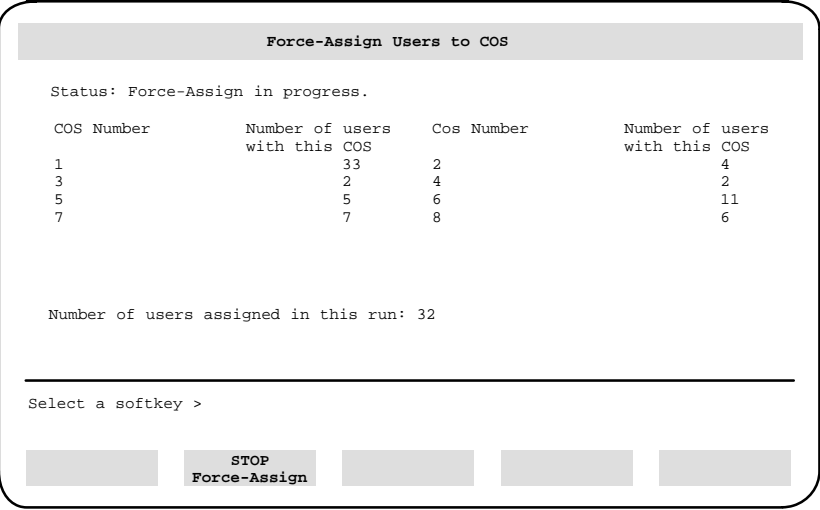 Force-Assign Users to COS
Status: Force-Assign in progress.
COS Number Number of users Cos Number Number of users
with this COS with this COS
1 33 2 4
3 2 4 2
5 5 6 11
7 7 8 6
Number of users assigned in this run: 32
Select a softkey >
STOP
Force-Assign